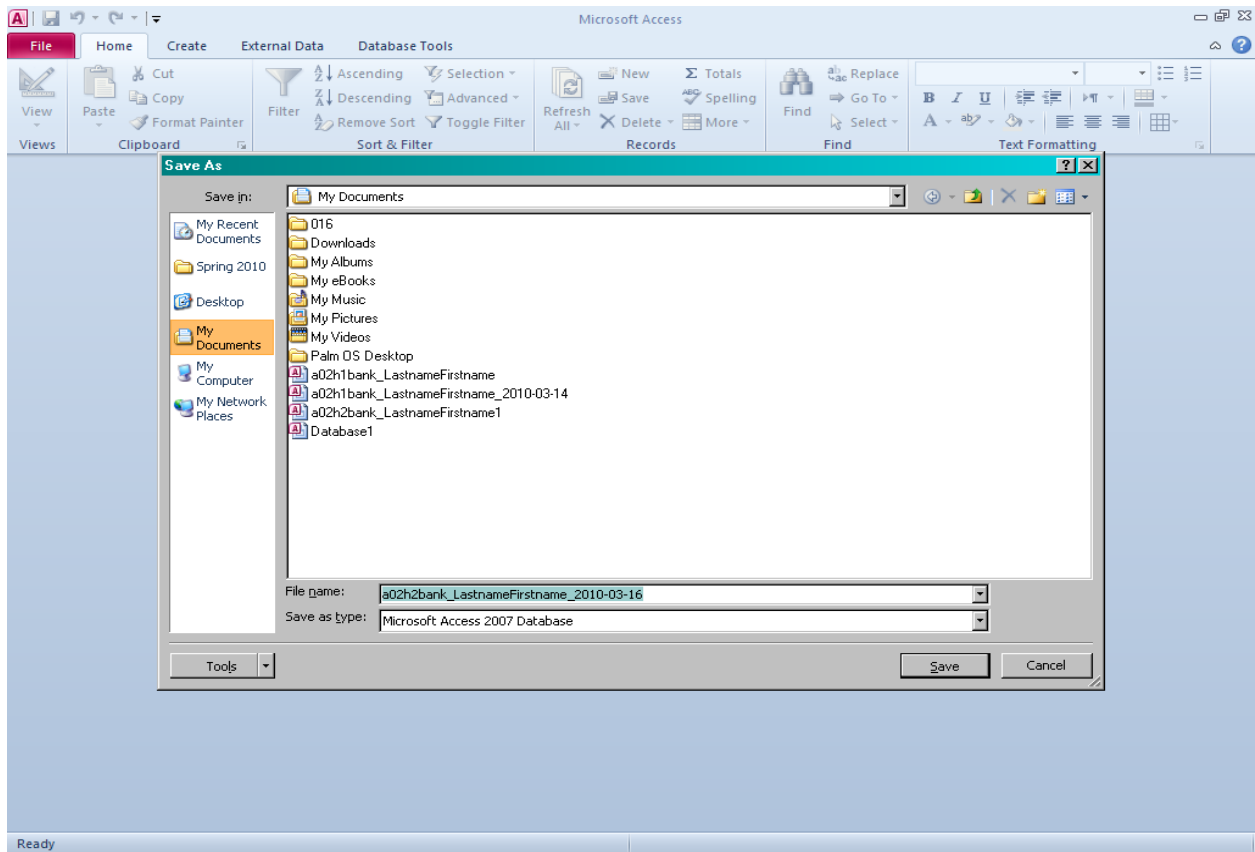 A Microsoft Access
File Home Create External Data Database Tools
View
Views
Paste
Cut
Copy
Format Painter
Clipboard
Filter
Ascending
Descending
Remove Sort
Selection
Advanced
Toggle Filter
Sort & Filter
Refresh
All
New
Save
Delete
Totals
Spelling
More
Records
Find
Replace
Go To
Select
Find
B I U
A
Text Formatting
Save As
Save in: My Documents
My Recent
Documents
Spring 2010
Desktop
My
Documents
My
Computer
My Network
Places
016
Downloads
My Albums
My eBooks
My Music
My Pictures
My Videos
Palm OS Desktop
a02h1bank_LastnameFirstname
a02h1bank_LastnameFirstname_2010-03-14
a02h2bank_LastnameFirstname1
Database1
File name: a02h2bank_LastnameFirstname_2010-03-16
Save as type: Microsoft Access 2007 Database
Tools Save Cancel
Ready